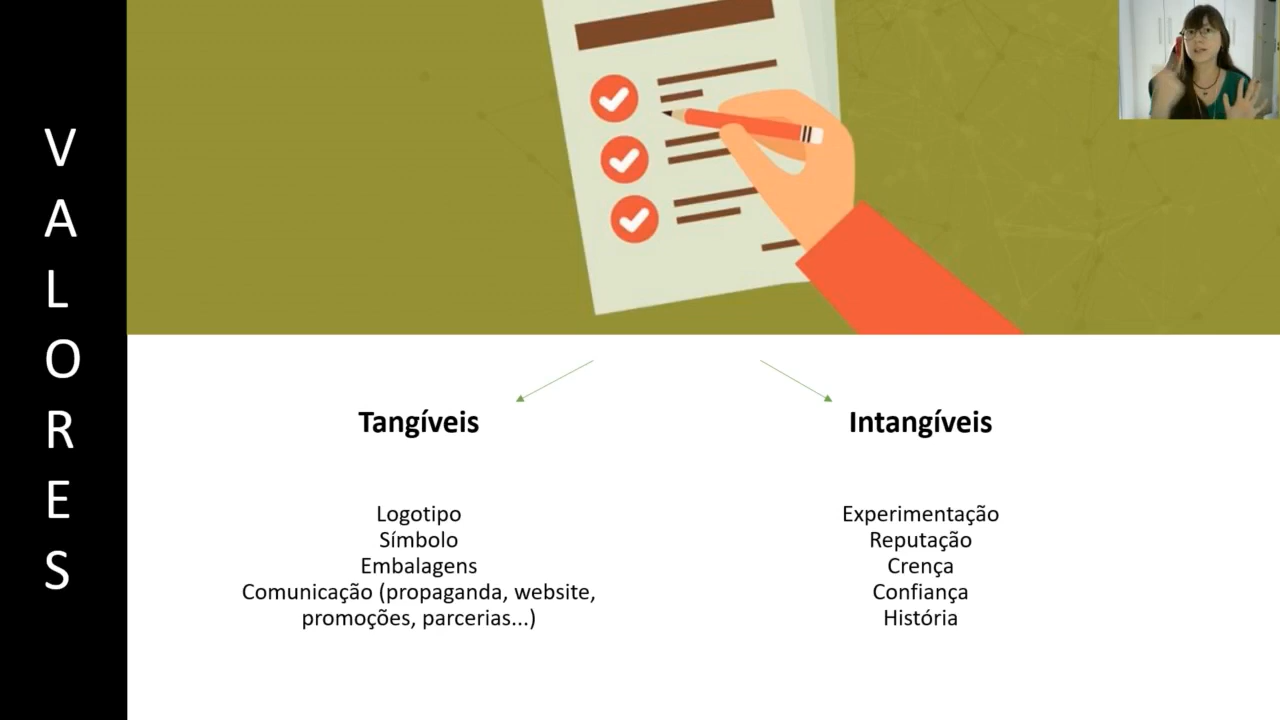 VALORES
Tangíveis
Logotipo
Símbolo
Embalagens
Comunicação (propaganda, website,
promoções, parcerias...)
Intangíveis
Experimentação
Reputação
Crença
Confiança
História